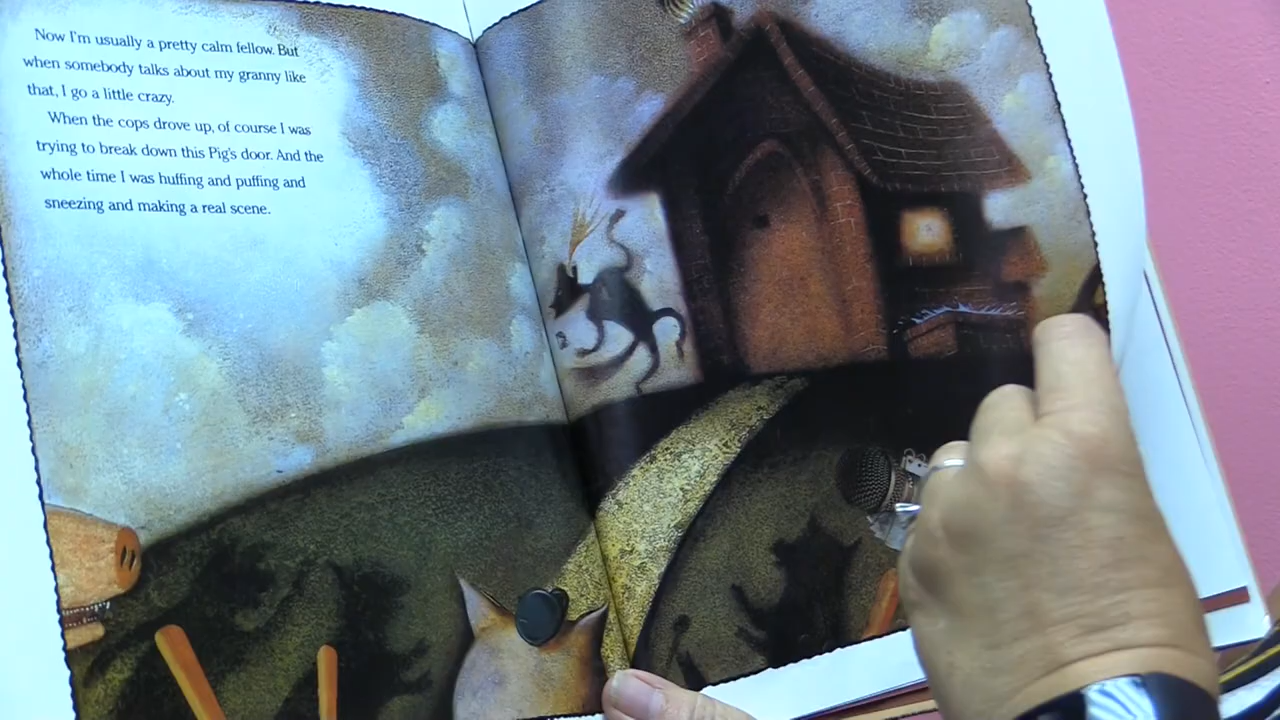 Now I'm usually a pretty calm fellow. But
when somebody talks about my granny like
that, I go a little crazy.
When the cops drove up, of course I was
trying to break down this Pig's door. And the
whole time I was huffing and puffing and
sneezing and making a real scene.